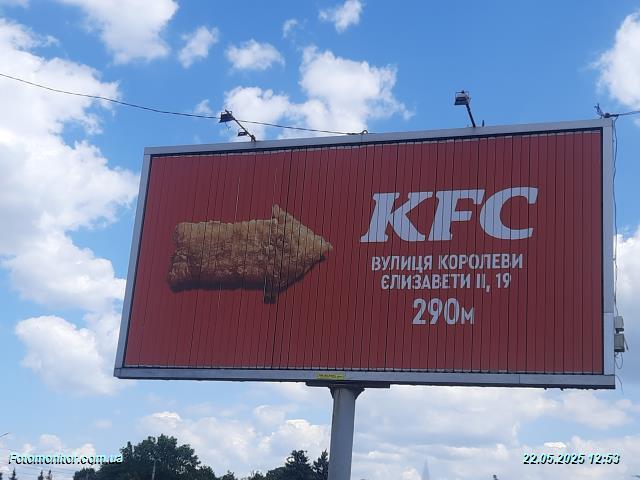 KFC
ВУЛИЦЯ КОРОЛЕВИ
ЄЛИЗАВЕТИ II, 19
290м
Fotomonitor.com.ua
22.05.2025 12:53